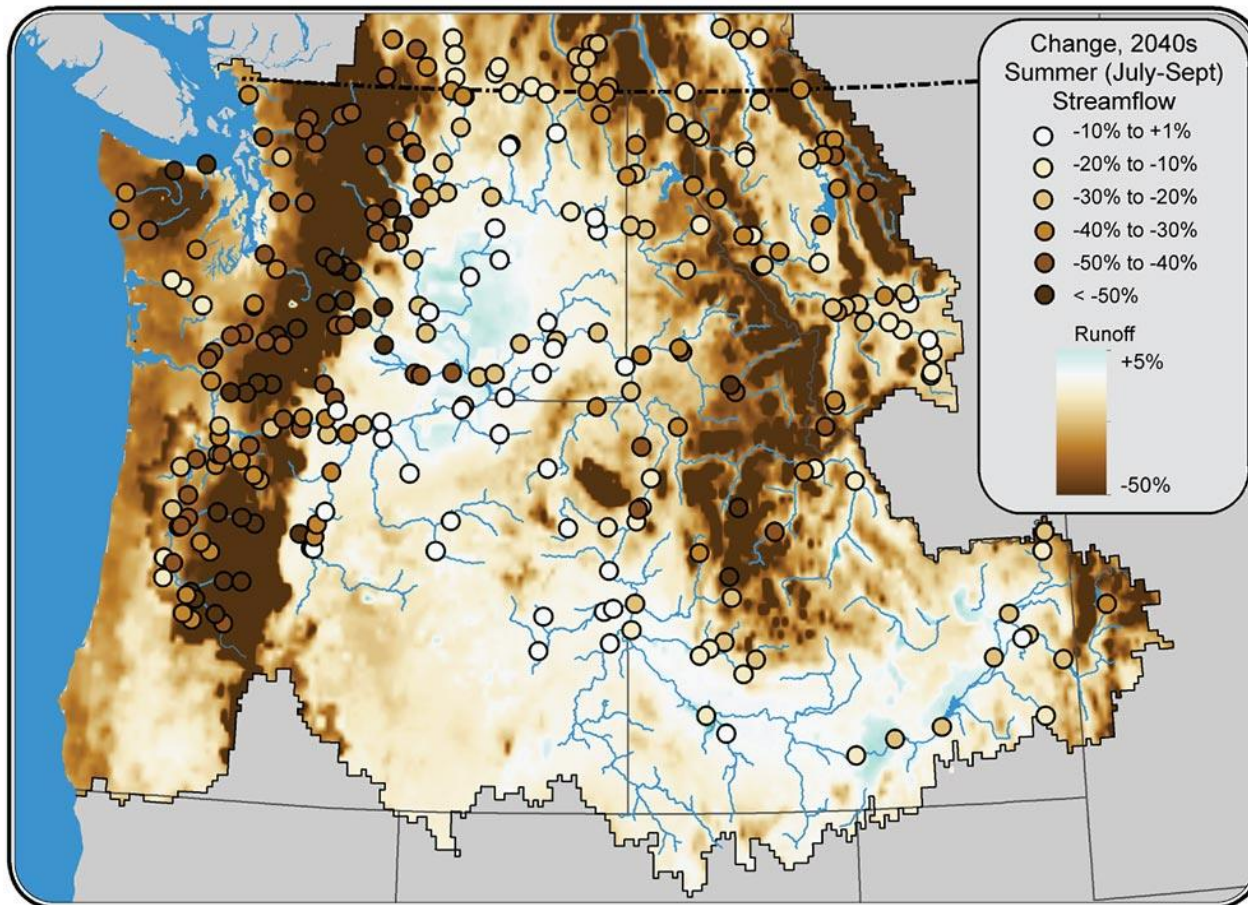 Change, 2040s
Summer (July-Sept)
Streamflow
-10% to +1%
-20% to -10%
-30% to -20%
-40% to -30%
-50% to -40%
< -50%
Runoff
+5%
-50%